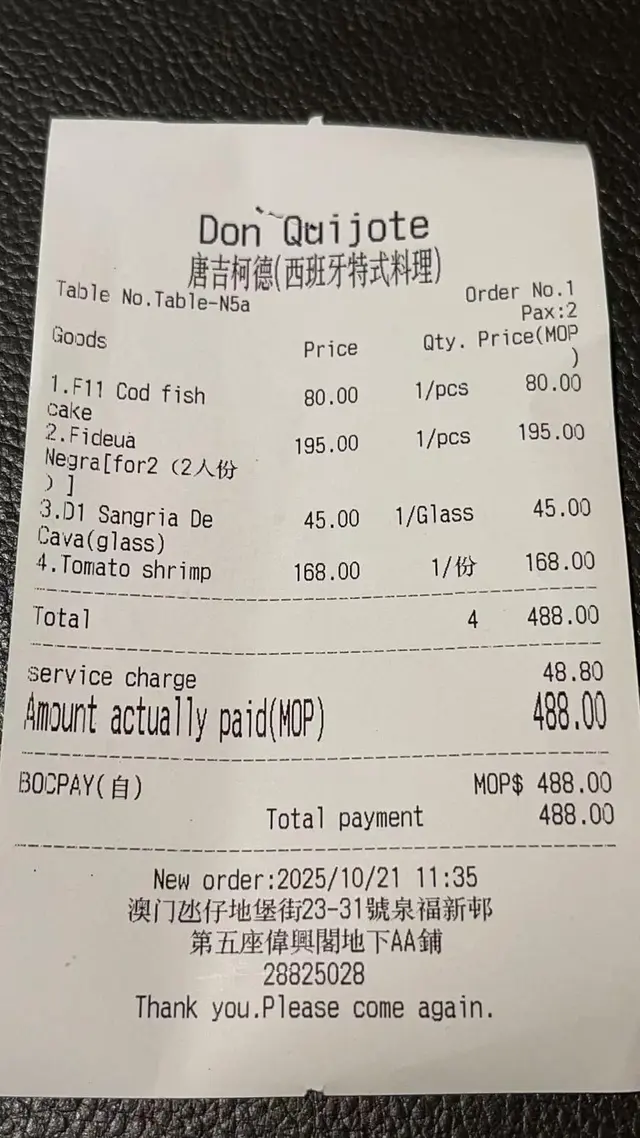 Don Quijote
唐吉柯德(西班牙特式料理)
Table No.Table-N5a Order No.1
Pax:2
Goods Price Qty. Price(MOP
)
1.F11 Cod fish 80.00 1/pcs 80.00
cake
2.Fideua 195.00 1/pcs 195.00
Negra[for2（2人份
）]
3.D1 Sangria De 45.00 1/Glass 45.00
Cava(glass)
4.Tomato shrimp 168.00 1/份 168.00
Total 4 488.00
service charge 48.80
Amount actually paid(MOP) 488.00
BOCPAY(自) MOP$ 488.00
Total payment 488.00
New order:2025/10/21 11:35
澳门氹仔地堡街23-31號泉福新邨
第五座偉興閣地下AA鋪
28825028
Thank you.Please come again.